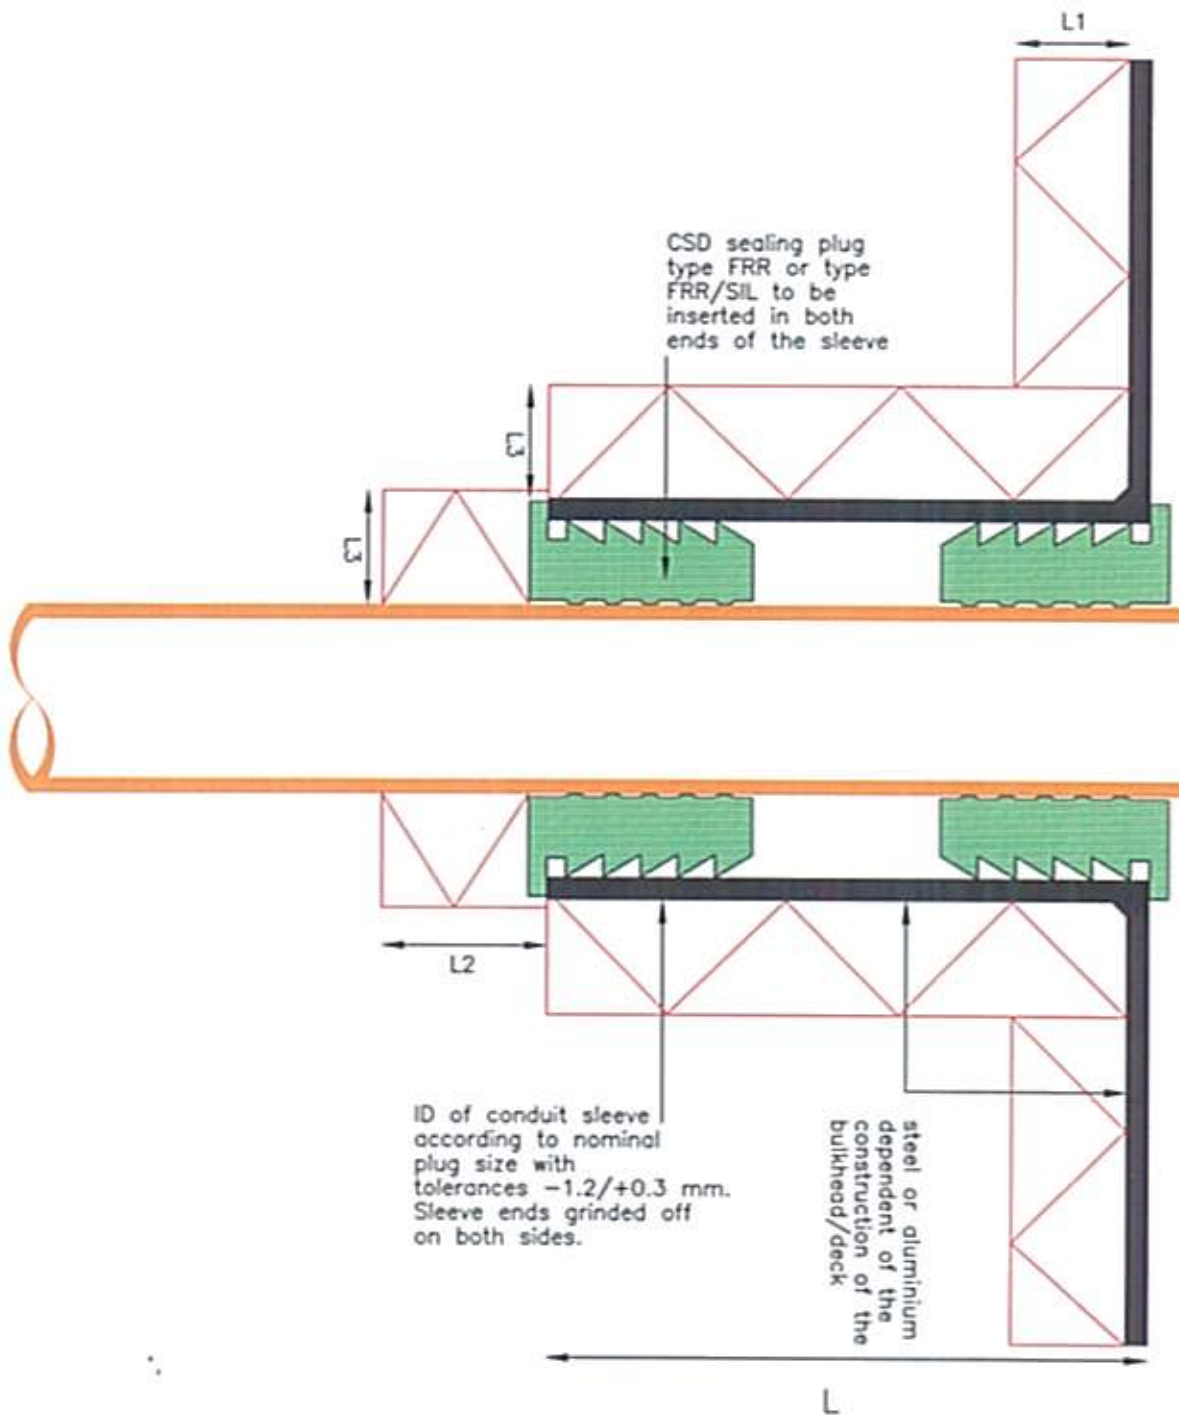 L1
CSD sealing plug
type FRR or type
FRR/SIL to be
inserted in both
ends of the sleeve
L3
L3
L2
ID of conduit sleeve
according to nominal
plug size with
tolerances -1.2/+0.3 mm.
Sleeve ends grinded off
on both sides.
steel or aluminium
dependent of the
construction of the
bulkhead/deck
L